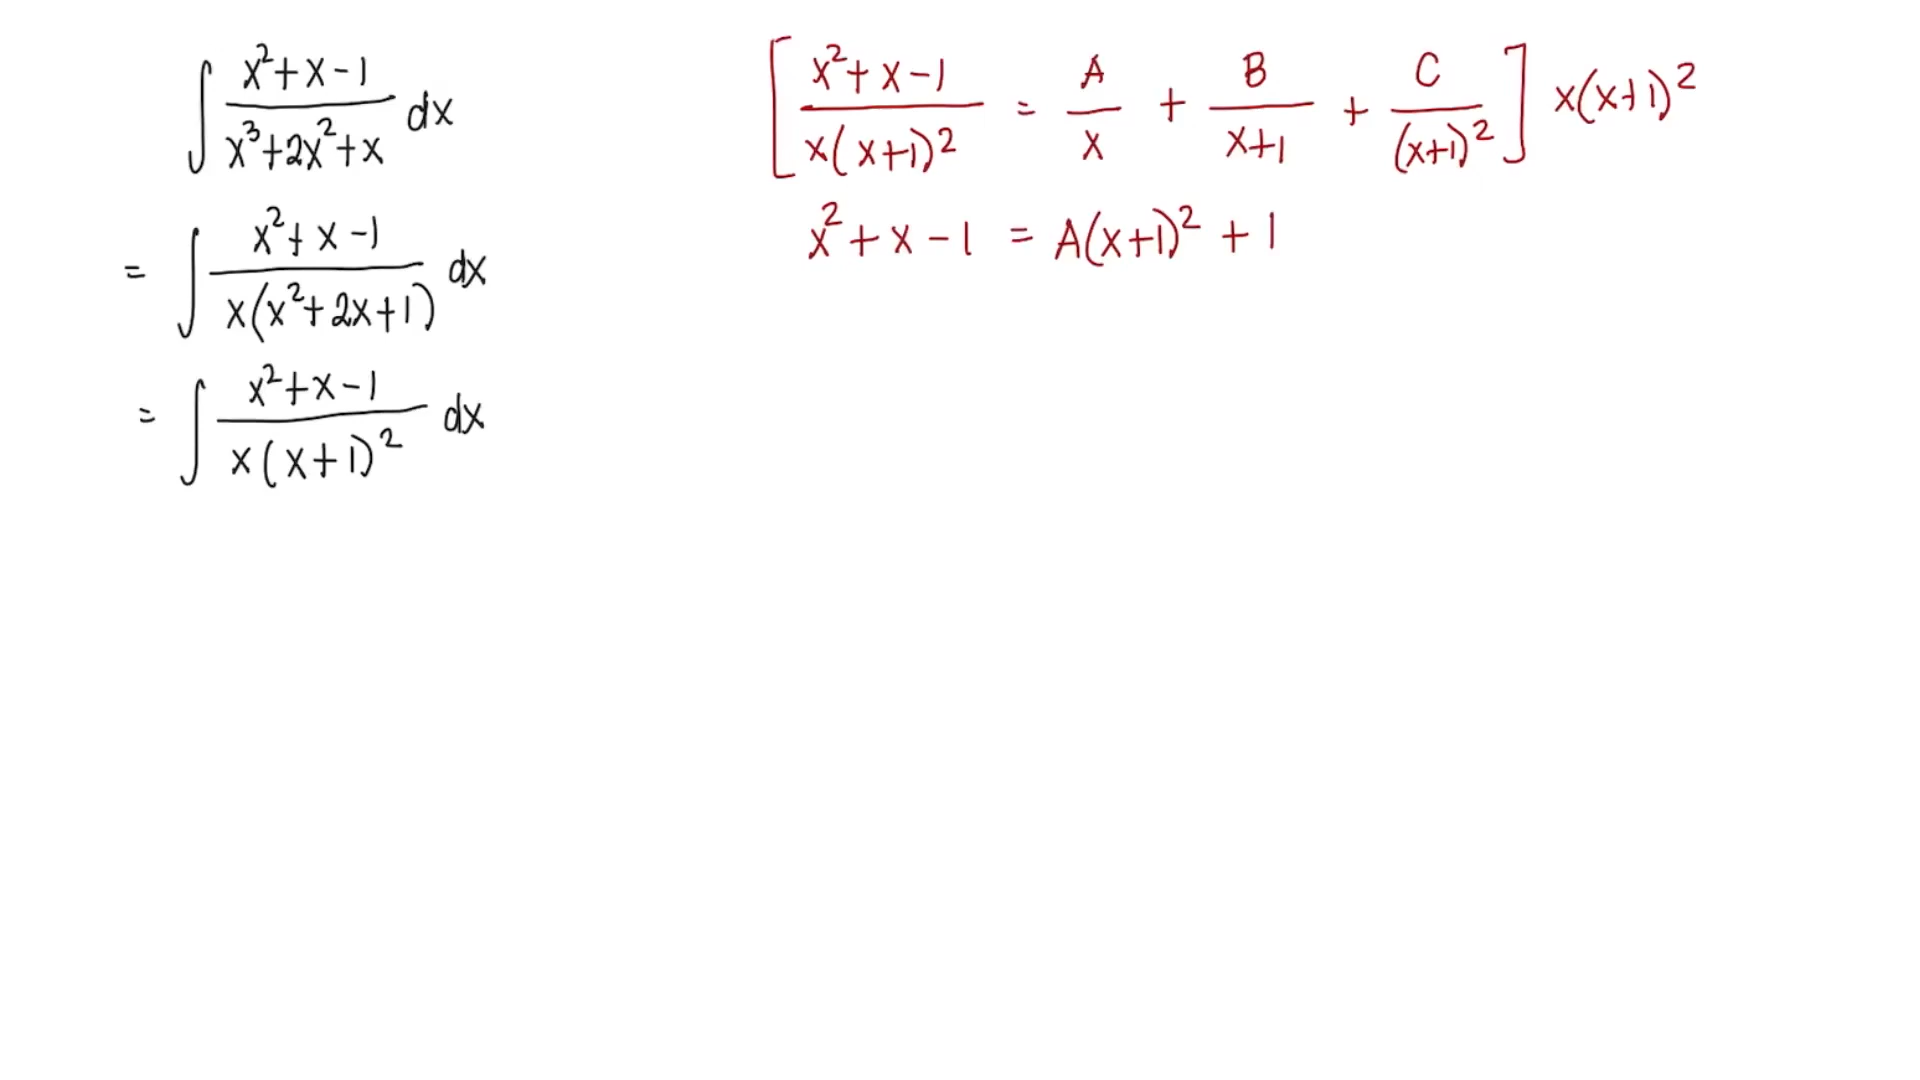 ∫ (x²+x-1)/(x³+2x²+x) dx
= ∫ (x²+x-1)/(x(x²+2x+1)) dx
= ∫ (x²+x-1)/(x(x+1)²) dx
[ (x²+x-1)/(x(x+1)²) = A/x + B/(x+1) + C/(x+1)² ] x(x+1)²
x²+x-1 = A(x+1)² + 1